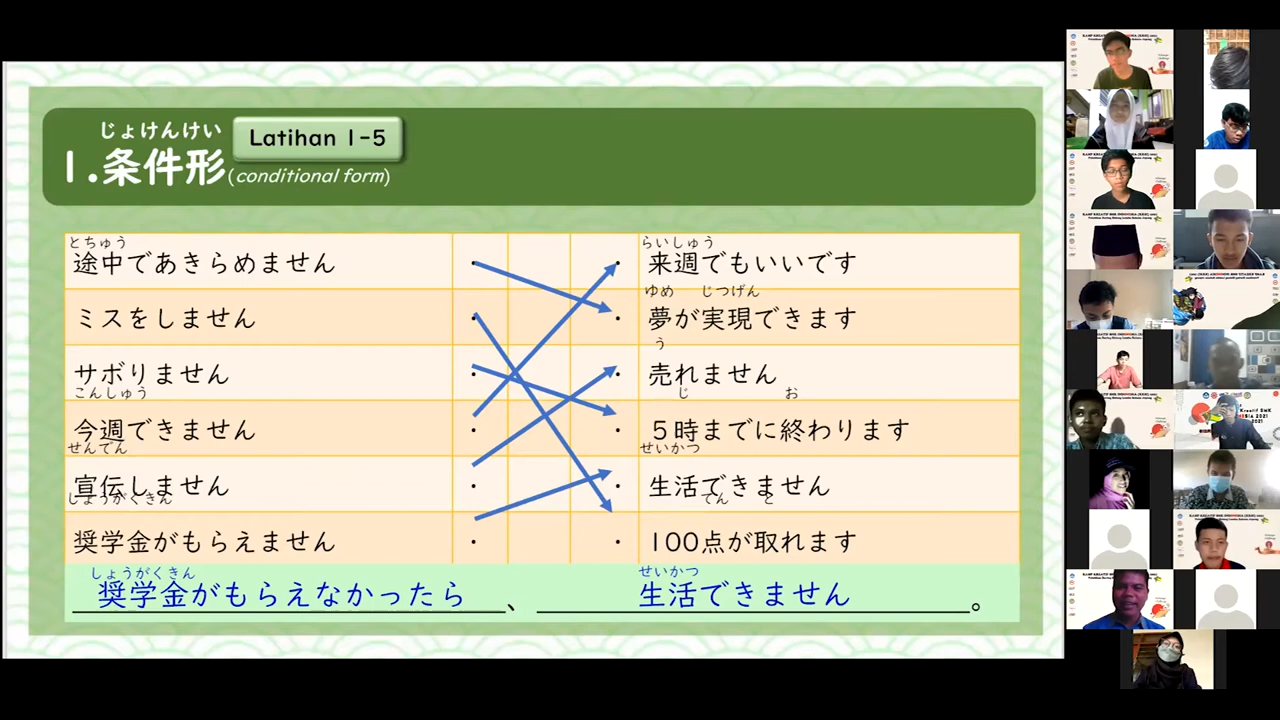 じょけんけい
1.条件形(conditional form)
Latihan 1-5
とちゅう
途中であきらめません
らいしゅう
来週でもいいです
ミスをしません
ゆめ じつげん
夢が実現できます
サボりません
う
売れません
こんしゅう
今週できません
じ お
5時までに終わります
せんでん
宣伝しません
せいかつ
生活できません
しょうがくきん
奨学金がもらえません
てん と
100点が取れます
しょうがくきん
奨学金がもらえなかったら、
せいかつ
生活できません。